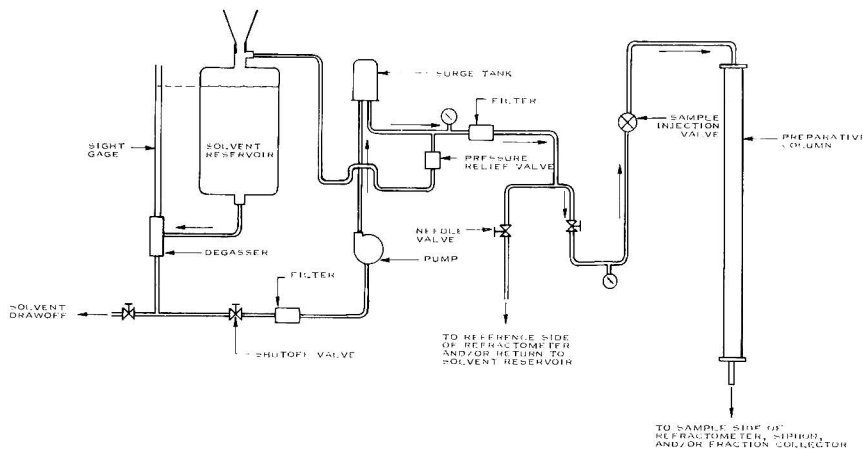 SURGE TANK
FILTER
SAMPLE
INJECTION
VALVE
PREPARATIVE
COLUMN
SIGHT
GAGE
SOLVENT
RESERVOIR
PRESSURE
RELIEF VALVE
NEEDLE
VALVE
DEGASSER
PUMP
FILTER
SOLVENT
DRAWOFF
SHUTOFF VALVE
TO REFERENCE SIDE
OF REFRACTOMETER
AND/OR RETURN TO
SOLVENT RESERVOIR
TO SAMPLE SIDE OF
REFRACTOMETER, SIPHON,
AND/OR FRACTION COLLECTOR